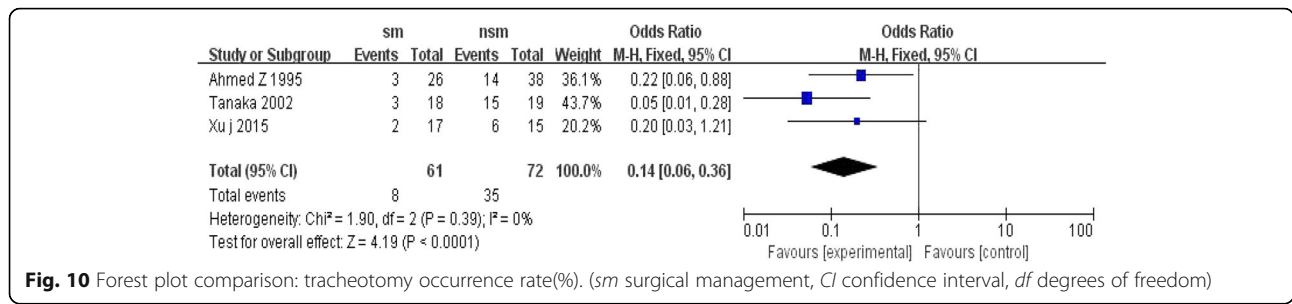 sm nsm Odds Ratio Odds Ratio
Study or Subgroup Events Total Events Total Weight M-H, Fixed, 95% CI M-H, Fixed, 95% CI
Ahmed Z 1995 3 26 14 38 36.1% 0.22 [0.06, 0.88]
Tanaka 2002 3 18 15 19 43.7% 0.05 [0.01, 0.28]
Xu j 2015 2 17 6 15 20.2% 0.20 [0.03, 1.21]
Total (95% CI) 61 72 100.0% 0.14 [0.06, 0.36]
Total events 8 35
Heterogeneity: Chi² = 1.90, df = 2 (P = 0.39); I² = 0%
Test for overall effect: Z = 4.19 (P < 0.0001)
0.01 0.1 1 10 100
Favours [experimental] Favours [control]
Fig. 10 Forest plot comparison: tracheotomy occurrence rate(%). (sm surgical management, CI confidence interval, df degrees of freedom)